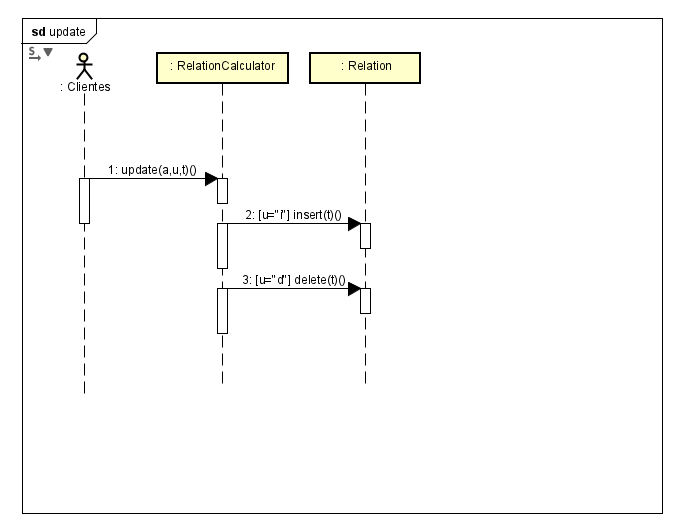 sd update
S
: Clientes
: RelationCalculator
: Relation
1: update(a,u,t)()
2: [u="i"] insert(t)()
3: [u="d"] delete(t)()